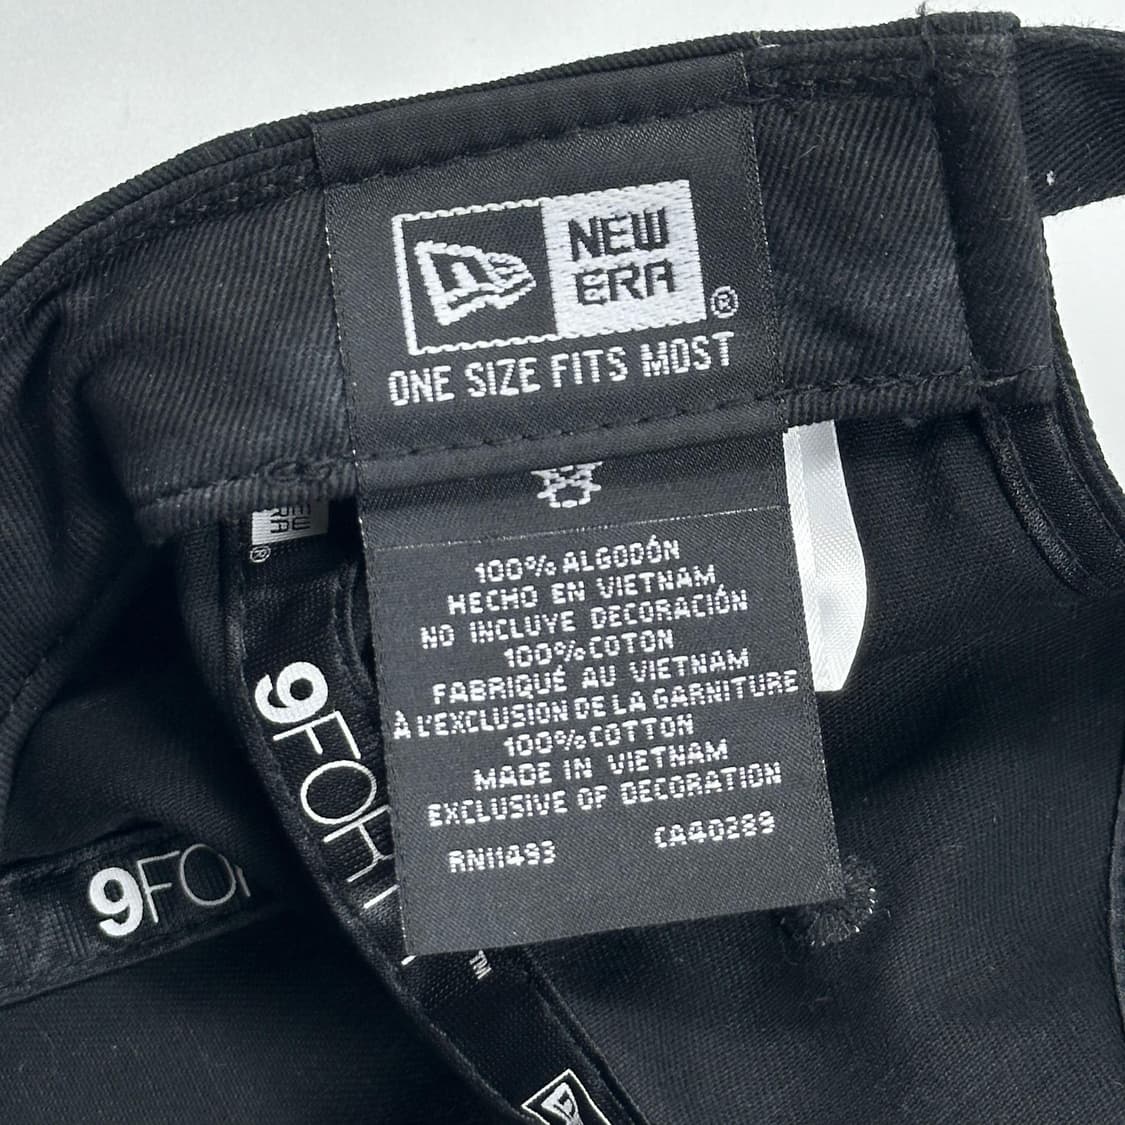 NEW
ERA
®
ONE SIZE FITS MOST
100% ALGODÓN
HECHO EN VIETNAM
NO INCLUYE DECORACIÓN
100% COTON
FABRIQUÉ AU VIETNAM
À L'EXCLUSION DE LA GARNITURE
100% COTTON
MADE IN VIETNAM
EXCLUSIVE OF DECORATION
RN11493
CA40289
®
9FOR
™
9FO